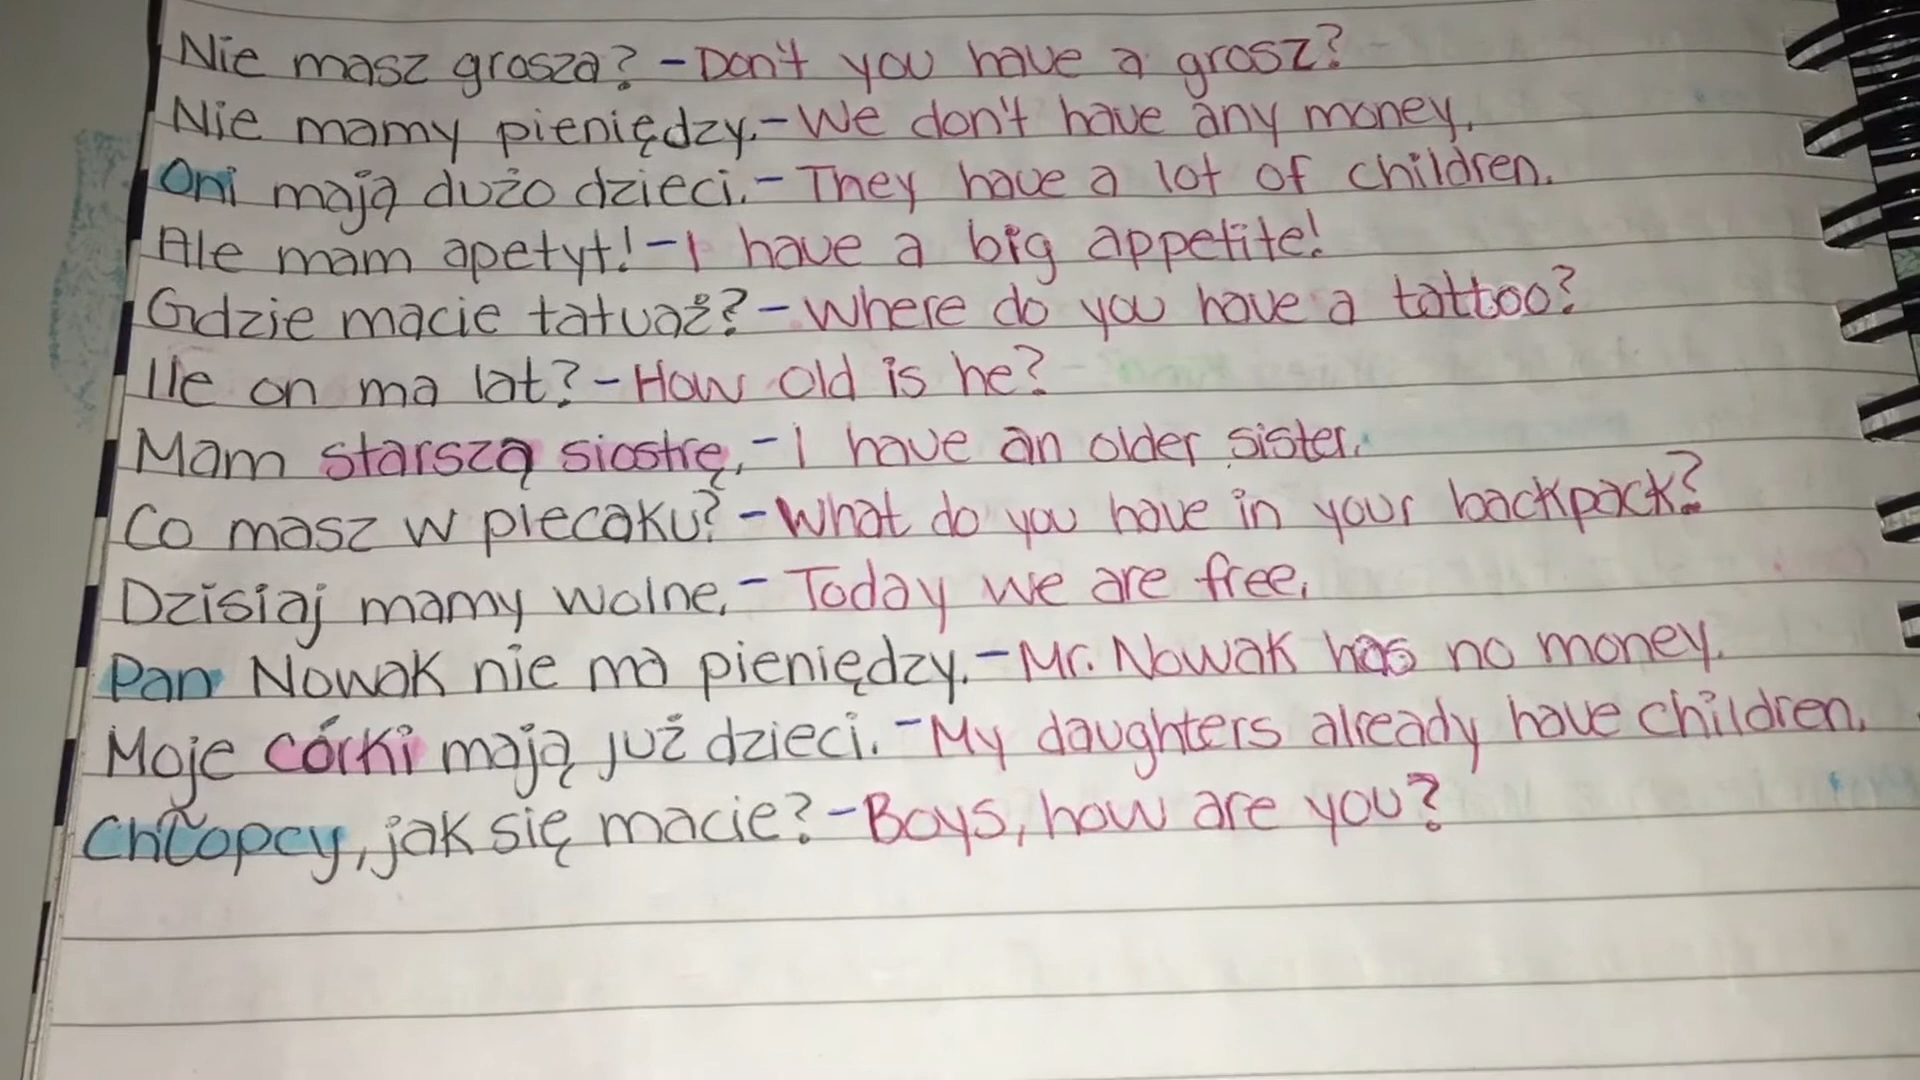 Nie masz grosza? - Don't you have a grosz?
Nie mamy pieniędzy. - We don't have any money.
Oni mają dużo dzieci. - They have a lot of children.
Ale mam apetyt! - I have a big appetite!
Gdzie macie tatuaż? - Where do you have a tattoo?
Ile on ma lat? - How old is he?
Mam starszą siostrę. - I have an older sister.
Co masz w plecaku? - What do you have in your backpack?
Dzisiaj mamy wolne. - Today we are free.
Pan Nowak nie ma pieniędzy. - Mr. Nowak has no money.
Moje córki mają już dzieci. - My daughters already have children.
Chłopcy, jak się macie? - Boys, how are you?